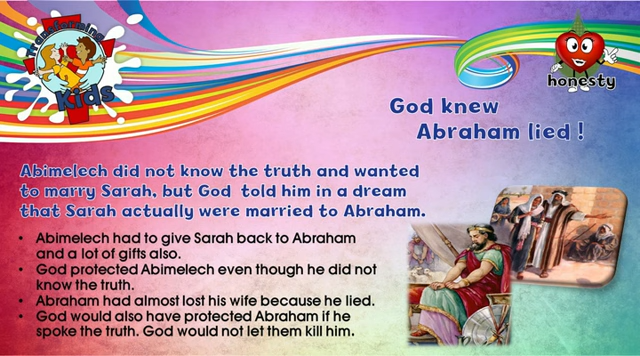 Transforming
Kids
honesty
God knew
Abraham lied !
Abimelech did not know the truth and wanted
to marry Sarah, but God told him in a dream
that Sarah actually were married to Abraham.
• Abimelech had to give Sarah back to Abraham
and a lot of gifts also.
• God protected Abimelech even though he did not
know the truth.
• Abraham had almost lost his wife because he lied.
• God would also have protected Abraham if he
spoke the truth. God would not let them kill him.